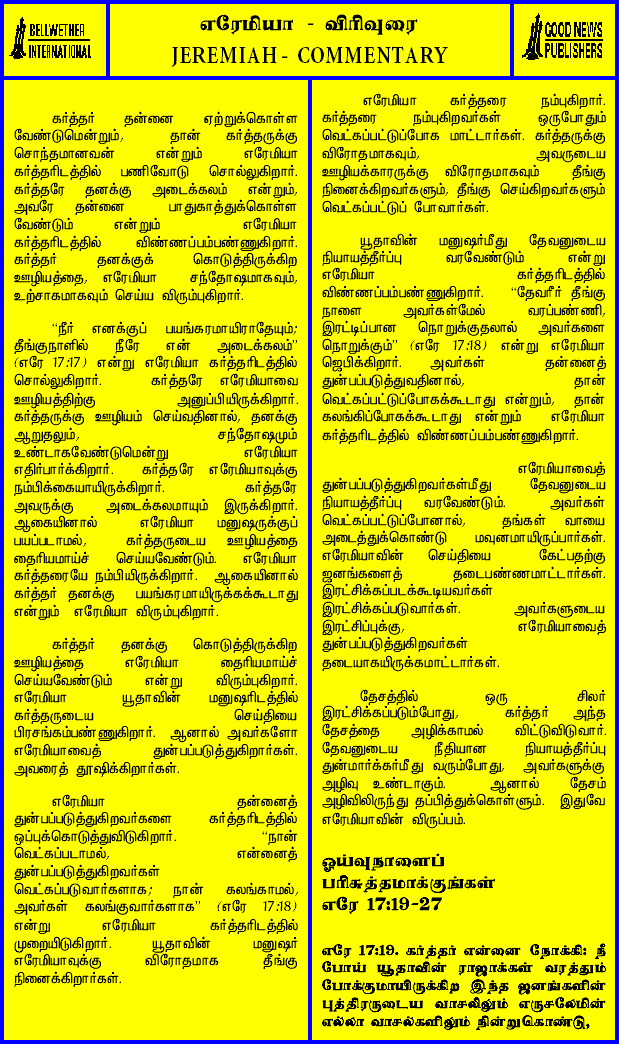 BELLWETHER
INTERNATIONAL
எரேமியா - விரிவுரை
JEREMIAH - COMMENTARY
GOOD NEWS
PUBLISHERS
கர்த்தர் தன்னை ஏற்றுக்கொள்ள
வேண்டுமென்றும், தான் கர்த்தருக்கு
சொந்தமானவன் என்றும் எரேமியா
கர்த்தரிடத்தில் பணிவோடு சொல்லுகிறார்.
கர்த்தரே தனக்கு அடைக்கலம் என்றும்,
அவரே தன்னை பாதுகாத்துக்கொள்ள
வேண்டும் என்றும் எரேமியா
கர்த்தரிடத்தில் விண்ணப்பம்பண்ணுகிறார்.
கர்த்தர் தனக்குக் கொடுத்திருக்கிற
ஊழியத்தை, எரேமியா சந்தோஷமாகவும்,
உற்சாகமாகவும் செய்ய விரும்புகிறார்.
“நீர் எனக்குப் பயங்கரமாயிராதேயும்;
தீங்குநாளில் நீரே என் அடைக்கலம்”
(எரே 17:17) என்று எரேமியா கர்த்தரிடத்தில்
சொல்லுகிறார். கர்த்தரே எரேமியாவை
ஊழியத்திற்கு அனுப்பியிருக்கிறார்.
கர்த்தருக்கு ஊழியம் செய்வதினால், தனக்கு
ஆறுதலும், சந்தோஷமும்
உண்டாகவேண்டுமென்று எரேமியா
எதிர்பார்க்கிறார். கர்த்தரே எரேமியாவுக்கு
நம்பிக்கையாயிருக்கிறார். கர்த்தரே
அவருக்கு அடைக்கலமாயும் இருக்கிறார்.
ஆகையினால் எரேமியா மனுஷருக்குப்
பயப்படாமல், கர்த்தருடைய ஊழியத்தை
தைரியமாய்ச் செய்யவேண்டும். எரேமியா
கர்த்தரையே நம்பியிருக்கிறார். ஆகையினால்
கர்த்தர் தனக்கு பயங்கரமாயிருக்கக்கூடாது
என்றும் எரேமியா விரும்புகிறார்.
கர்த்தர் தனக்கு கொடுத்திருக்கிற
ஊழியத்தை எரேமியா தைரியமாய்ச்
செய்யவேண்டும் என்று விரும்புகிறார்.
எரேமியா யூதாவின் மனுஷரிடத்தில்
கர்த்தருடைய செய்தியை
பிரசங்கம்பண்ணுகிறார். ஆனால் அவர்களோ
எரேமியாவைத் துன்பப்படுத்துகிறார்கள்.
அவரைத் தூஷிக்கிறார்கள்.
எரேமியா தன்னைத்
துன்பப்படுத்துகிறவர்களை கர்த்தரிடத்தில்
ஒப்புக்கொடுத்துவிடுகிறார். “நான்
வெட்கப்படாமல், என்னைத்
துன்பப்படுத்துகிறவர்கள்
வெட்கப்படுவார்களாக; நான் கலங்காமல்,
அவர்கள் கலங்குவார்களாக” (எரே 17:18)
என்று எரேமியா கர்த்தரிடத்தில்
முறையிடுகிறார். யூதாவின் மனுஷர்
எரேமியாவுக்கு விரோதமாக தீங்கு
நினைக்கிறார்கள்.
எரேமியா கர்த்தரை நம்புகிறார்.
கர்த்தரை நம்புகிறவர்கள் ஒருபோதும்
வெட்கப்பட்டுப்போக மாட்டார்கள். கர்த்தருக்கு
விரோதமாகவும், அவருடைய
ஊழியக்காரருக்கு விரோதமாகவும் தீங்கு
நினைக்கிறவர்களும், தீங்கு செய்கிறவர்களும்
வெட்கப்பட்டுப் போவார்கள்.
யூதாவின் மனுஷர்மீது தேவனுடைய
நியாயத்தீர்ப்பு வரவேண்டும் என்று
எரேமியா கர்த்தரிடத்தில்
விண்ணப்பம்பண்ணுகிறார். “தேவரீர் தீங்கு
நாளை அவர்கள்மேல் வரப்பண்ணி,
இரட்டிப்பான நொறுக்குதலால் அவர்களை
நொறுக்கும்” (எரே 17:18) என்று எரேமியா
ஜெபிக்கிறார். அவர்கள் தன்னைத்
துன்பப்படுத்துவதினால், தான்
வெட்கப்பட்டுப்போகக்கூடாது என்றும், தான்
கலங்கிப்போகக்கூடாது என்றும் எரேமியா
கர்த்தரிடத்தில் விண்ணப்பம்பண்ணுகிறார்.
எரேமியாவைத்
துன்பப்படுத்துகிறவர்கள்மீது தேவனுடைய
நியாயத்தீர்ப்பு வரவேண்டும். அவர்கள்
வெட்கப்பட்டுப்போனால், தங்கள் வாயை
அடைத்துக்கொண்டு மவுனமாயிருப்பார்கள்.
எரேமியாவின் செய்தியை கேட்பதற்கு
ஜனங்களைத் தடைபண்ணமாட்டார்கள்.
இரட்சிக்கப்படக்கூடியவர்கள்
இரட்சிக்கப்படுவார்கள். அவர்களுடைய
இரட்சிப்புக்கு, எரேமியாவைத்
துன்பப்படுத்துகிறவர்கள்
தடையாகயிருக்கமாட்டார்கள்.
தேசத்தில் ஒரு சிலர்
இரட்சிக்கப்படும்போது, கர்த்தர் அந்த
தேசத்தை அழிக்காமல் விட்டுவிடுவார்.
தேவனுடைய நீதியான நியாயத்தீர்ப்பு
துன்மார்க்கர்மீது வரும்போது, அவர்களுக்கு
அழிவு உண்டாகும். ஆனால் தேசம்
அழிவிலிருந்து தப்பித்துக்கொள்ளும். இதுவே
எரேமியாவின் விருப்பம்.
ஓய்வுநாளைப்
பரிசுத்தமாக்குங்கள்
எரே 17:19-27
எரே 17:19. கர்த்தர் என்னை நோக்கி: நீ
போய் யூதாவின் ராஜாக்கள் வரத்தும்
போக்குமாயிருக்கிற இந்த ஜனங்களின்
புத்திரருடைய வாசலிலும் எருசலேமின்
எல்லா வாசல்களிலும் நின்றுகொண்டு,